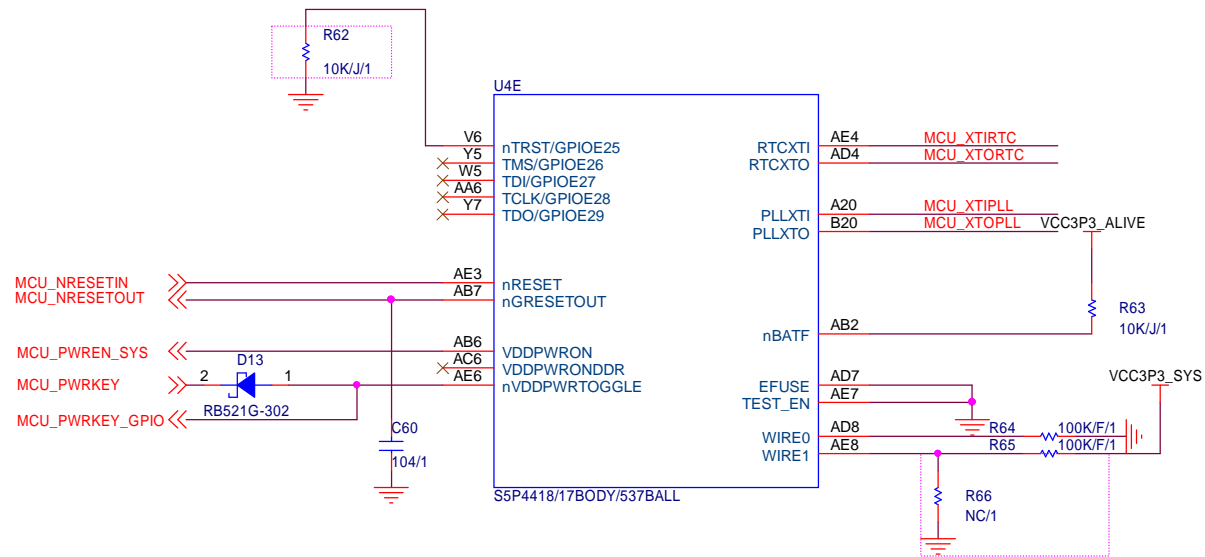 R62
10K/J/1
U4E
V6 nTRST/GPIOE25
Y5 TMS/GPIOE26
W5 TDI/GPIOE27
AA6 TCLK/GPIOE28
Y7 TDO/GPIOE29
RTCXTI AE4 MCU_XTIRTC
RTCXTO AD4 MCU_XTORTC
PLLXTI A20 MCU_XTIPLL
PLLXTO B20 MCU_XTOPLL
VCC3P3_ALIVE
MCU_NRESETIN AE3 nRESET
MCU_NRESETOUT AB7 nGRESETOUT
R63
10K/J/1
nBATF AB2
MCU_PWREN_SYS AB6 VDDPWRON
AC6 VDDPWRONDDR
D13
MCU_PWRKEY 2 1 AE6 nVDDPWRTOGGLE
RB521G-302
MCU_PWRKEY_GPIO
VCC3P3_SYS
EFUSE AD7
TEST_EN AE7
C60
104/1
WIRE0 AD8 R64 100K/F/1
WIRE1 AE8 R65 100K/F/1
R66
NC/1
S5P4418/17BODY/537BALL